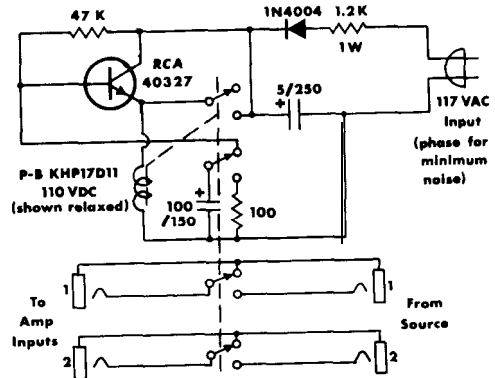 47 K
1N4004
1.2K
1W
RCA
40327
5/250
+
117 VAC
Input
(phase for
minimum
noise)
P-B KHP17D11
110 VDC
(shown relaxed)
+
100
/150
100
1
1
To
Amp
Inputs
From
Source
2
2